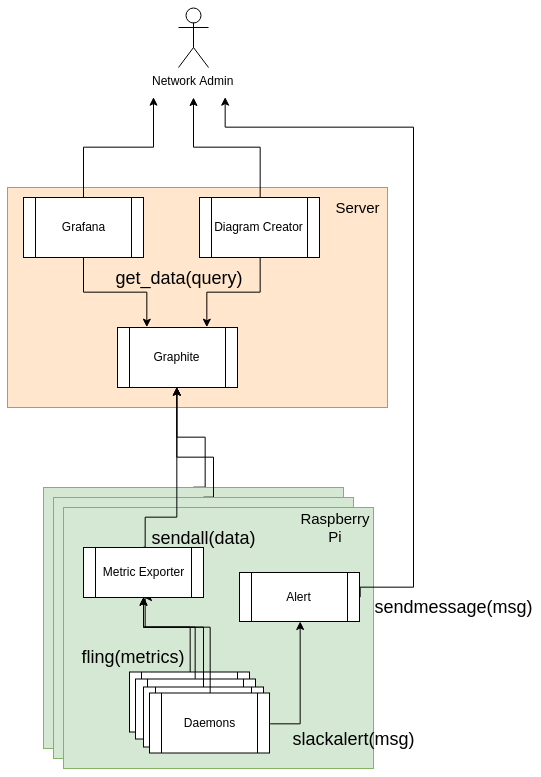 Network Admin
Server
Grafana
Diagram Creator
get_data(query)
Graphite
Raspberry
Pi
sendall(data)
Metric Exporter
Alert
sendmessage(msg)
fling(metrics)
Daemons
slackalert(msg)